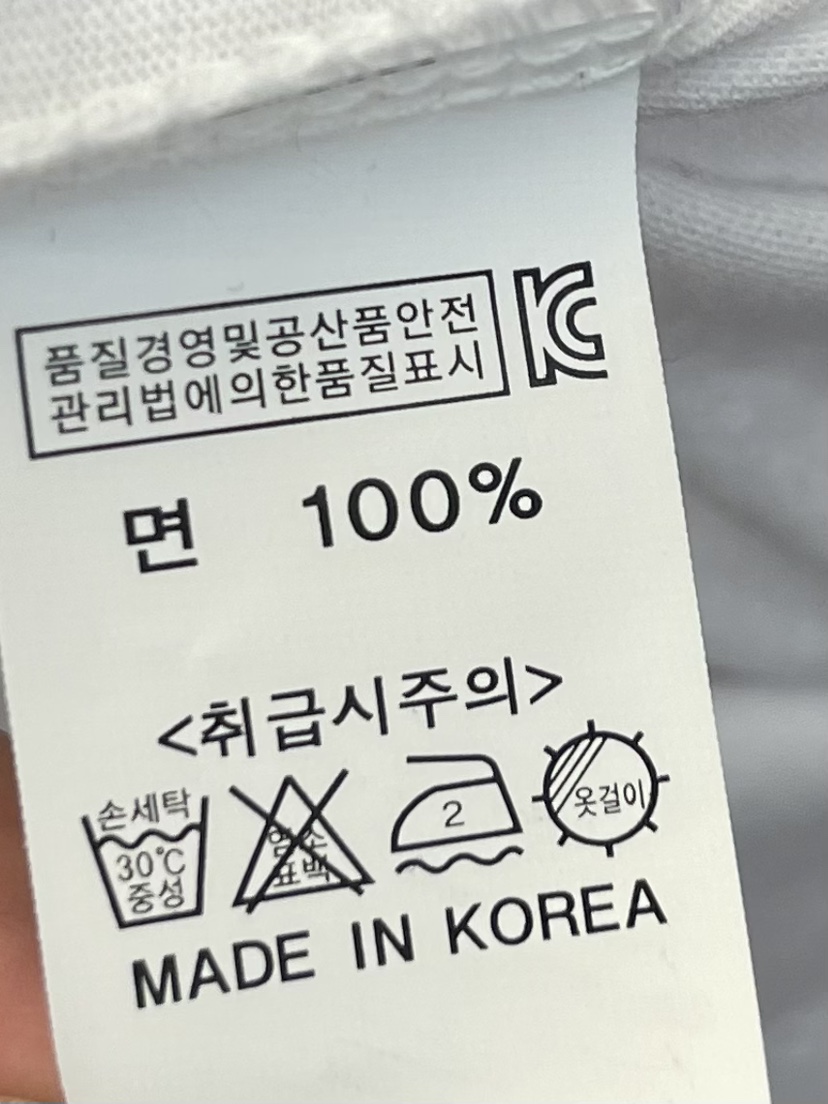 품질경영및공산품안전
관리법에의한품질표시
KC
면 100%
<취급시주의>
손세탁
30℃
중성
염소
표백
2
옷걸이
MADE IN KOREA